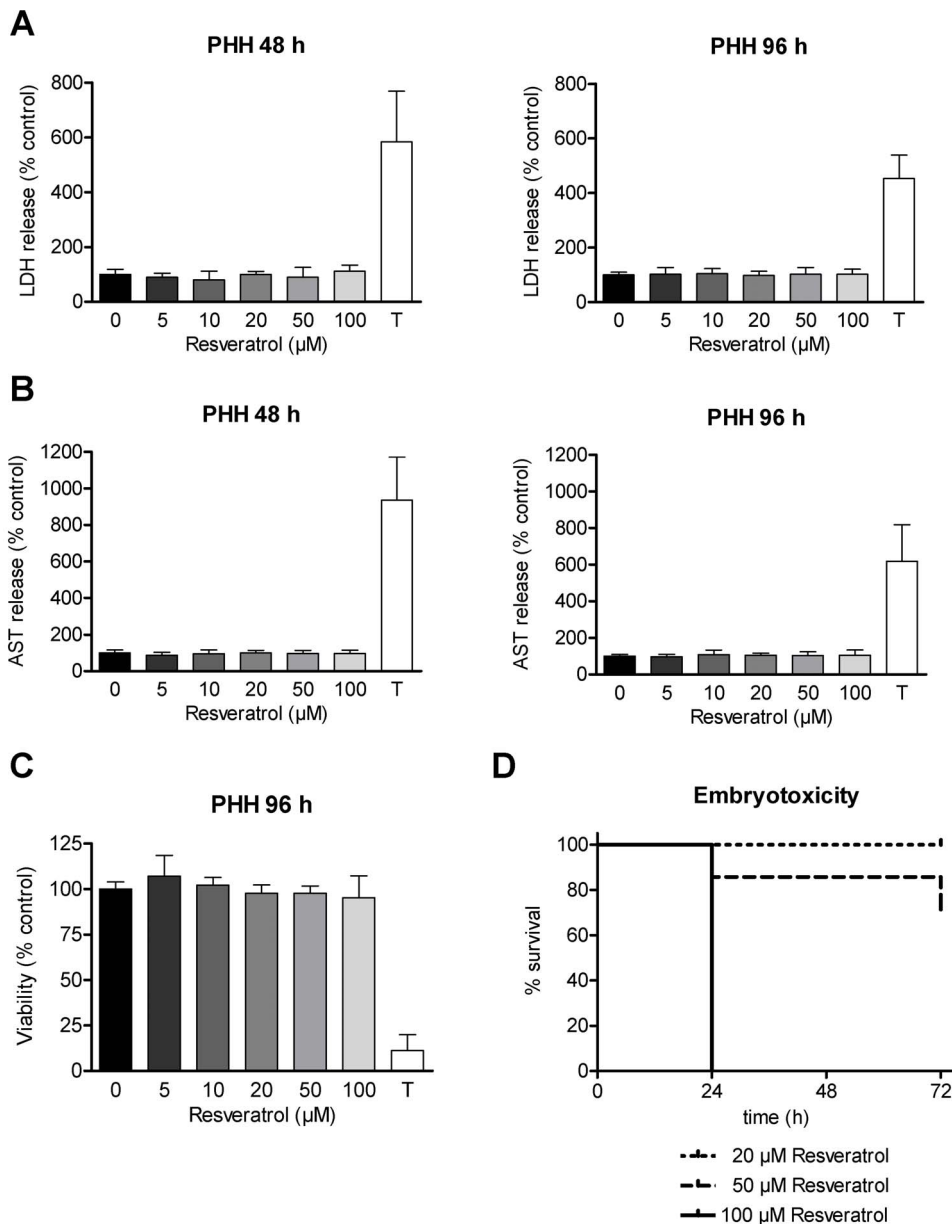 A
PHH 48 h
LDH release (% control)
800
600
400
200
0
0 5 10 20 50 100 T
Resveratrol (µM)
PHH 96 h
LDH release (% control)
800
600
400
200
0
0 5 10 20 50 100 T
Resveratrol (µM)
B
PHH 48 h
AST release (% control)
1200
1000
800
600
400
200
0
0 5 10 20 50 100 T
Resveratrol (µM)
PHH 96 h
AST release (% control)
1200
1000
800
600
400
200
0
0 5 10 20 50 100 T
Resveratrol (µM)
C
PHH 96 h
Viability (% control)
125
100
75
50
25
0
0 5 10 20 50 100 T
Resveratrol (µM)
D
Embryotoxicity
% survival
100
80
60
40
20
0
0 24 48 72
time (h)
20 µM Resveratrol
50 µM Resveratrol
100 µM Resveratrol